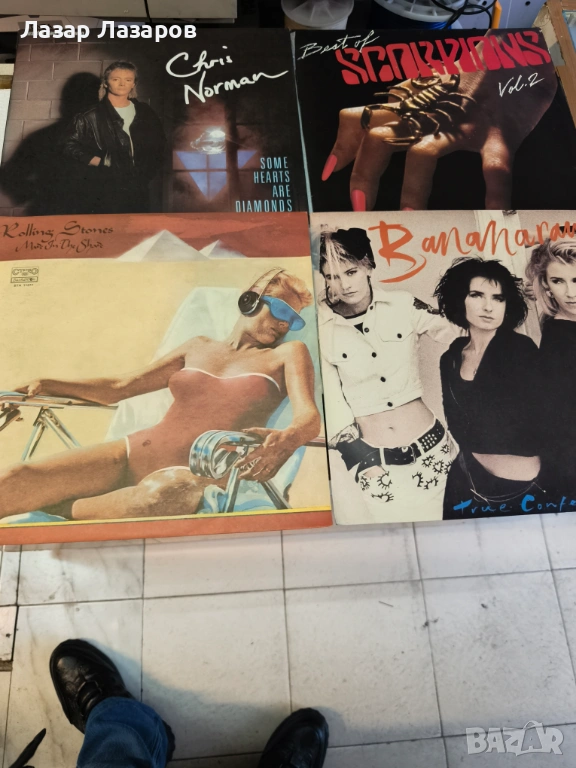 Лазар Лазаров
Chris
Norman
SOME
HEARTS
ARE
DIAMONDS
Best of
SCORPIONS
Vol. 2
Rolling Stones
Made In The Shade
Bananaram
True Confe
BAZAR